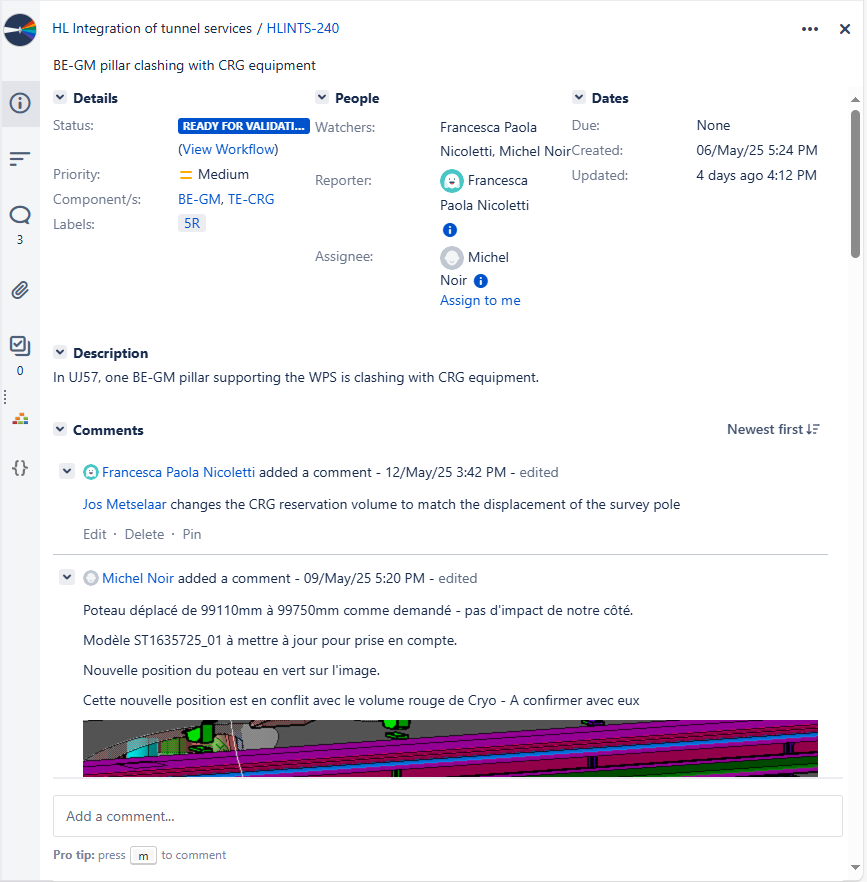 HL Integration of tunnel services / HLINTS-240
BE-GM pillar clashing with CRG equipment
Details
Status: READY FOR VALIDATI...
(View Workflow)
Priority: Medium
Component/s: BE-GM, TE-CRG
Labels: 5R
People
Watchers: Francesca Paola
Nicoletti, Michel Noir
Reporter: Francesca
Paola Nicoletti
Assignee: Michel
Noir
Assign to me
Dates
Due: None
Created: 06/May/25 5:24 PM
Updated: 4 days ago 4:12 PM
3
0
Description
In UJ57, one BE-GM pillar supporting the WPS is clashing with CRG equipment.
Comments
Newest first
Francesca Paola Nicoletti added a comment - 12/May/25 3:42 PM - edited
Jos Metselaar changes the CRG reservation volume to match the displacement of the survey pole
Edit · Delete · Pin
Michel Noir added a comment - 09/May/25 5:20 PM - edited
Poteau déplacé de 99110mm à 99750mm comme demandé - pas d'impact de notre côté.
Modèle ST1635725_01 à mettre à jour pour prise en compte.
Nouvelle position du poteau en vert sur l'image.
Cette nouvelle position est en conflit avec le volume rouge de Cryo - A confirmer avec eux
Add a comment...
Pro tip: press m to comment